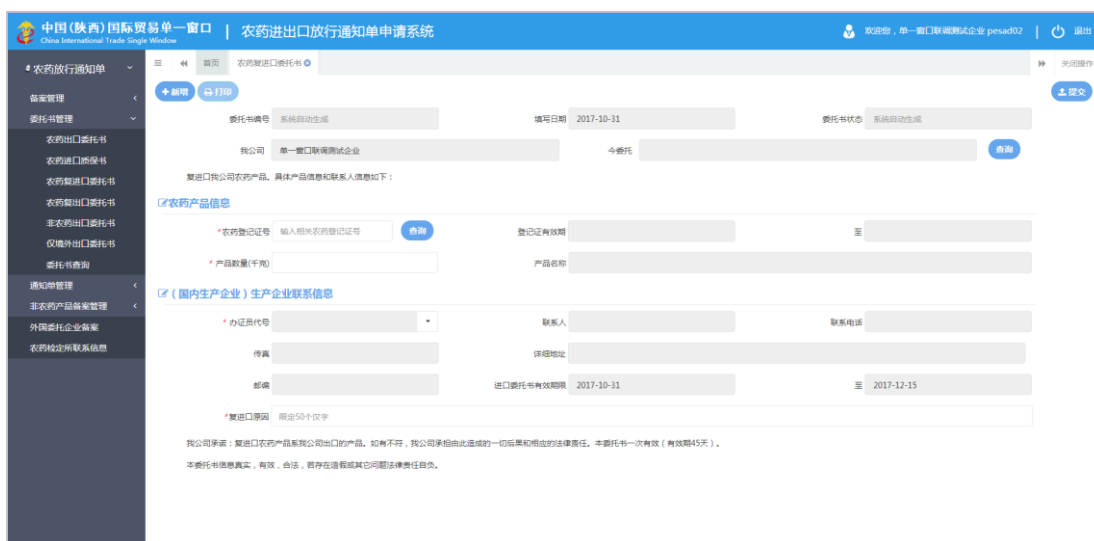 中国(陕西)国际贸易单一窗口 | 农药进出口放行通知单申请系统 欢迎您，单一窗口联调测试企业 pesad02 | 退出
China International Trade Single Window
农药放行通知单
首页 农药复进口委托书 关闭操作
新增 打印 提交
备案管理
委托书管理
农药出口委托书
农药进口质保书
农药复进口委托书
农药复出口委托书
非农药出口委托书
仅境外出口委托书
委托书查询
通知单管理
非农药产品备案管理
外国委托企业备案
农药检定所联系信息
委托书编号 系统自动生成 填写日期 2017-10-31 委托书状态 系统自动生成
我公司 单一窗口联调测试企业 今委托 查询
复进口我公司农药产品。具体产品信息和联系人信息如下：
农药产品信息
*农药登记证号 输入相关农药登记证号 查询 登记证有效期 至
* 产品数量(千克) 产品名称
(国内生产企业)生产企业联系信息
* 办证员代号 联系人 联系电话
传真 详细地址
邮编 进口委托书有效期限 2017-10-31 至 2017-12-15
*复进口原因 限定50个汉字
我公司承诺：复进口农药产品系我公司出口的产品。如有不符，我公司承担由此造成的一切后果和相应的法律责任。本委托书一次有效（有效期45天）。
本委托书信息真实，有效，合法，若存在造假或其它问题法律责任自负。